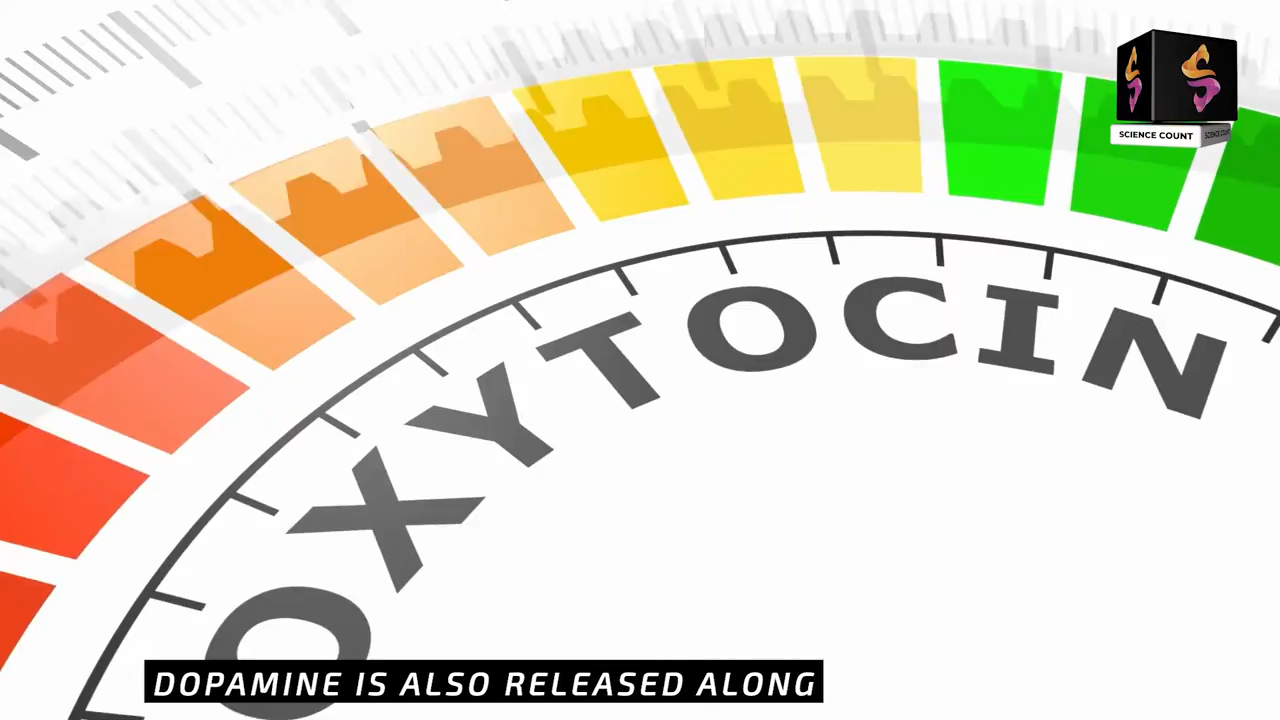 SCIENCE COUNT
OXYTOCIN
DOPAMINE IS ALSO RELEASED ALONG